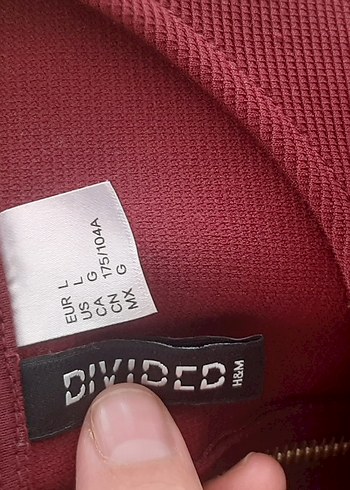 EUR L
US L
CA G
CN 175/104A
MX G
DIVIDED
H&M